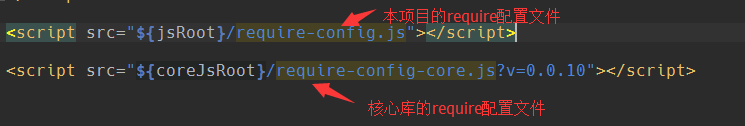 本项目的require配置文件
<script src="${jsRoot}/require-config.js"></script>
<script src="${coreJsRoot}/require-config-core.js?v=0.0.10"></script>
核心库的require配置文件